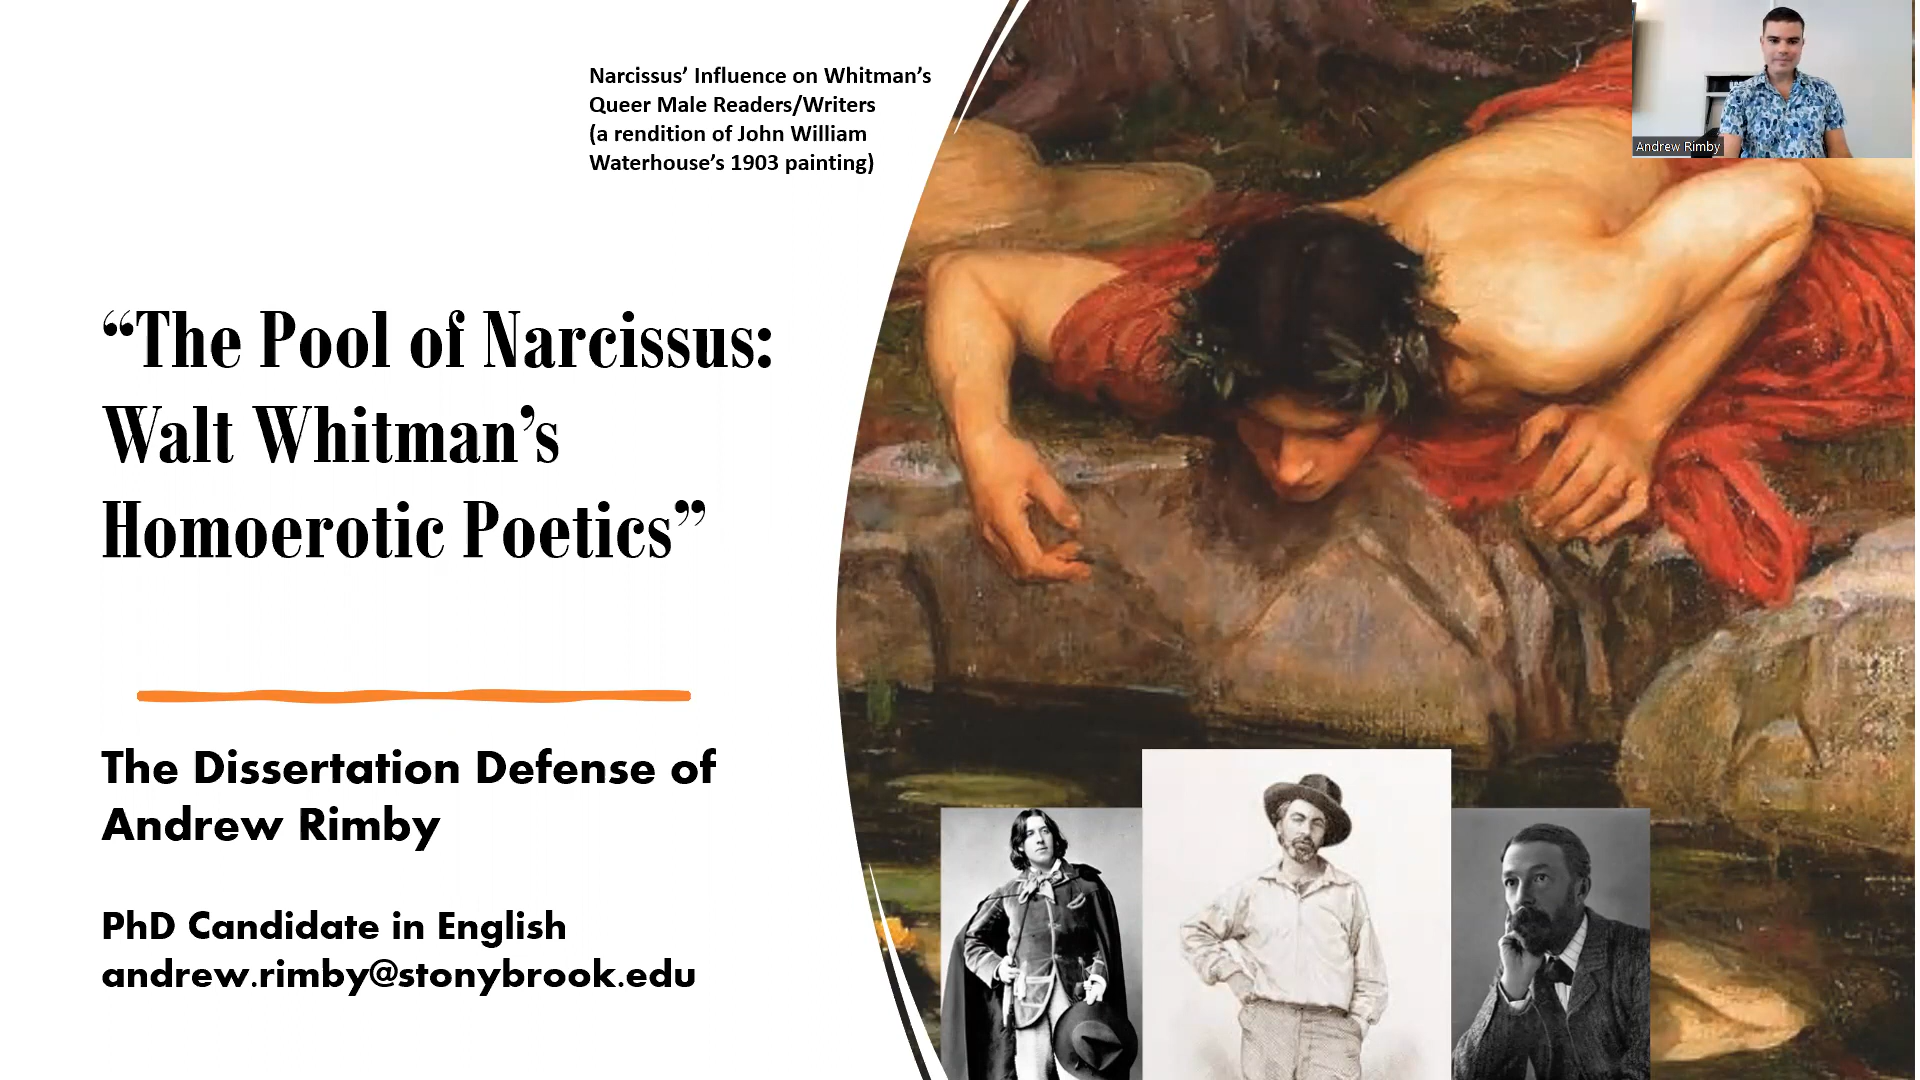 Narcissus’ Influence on Whitman’s
Queer Male Readers/Writers
(a rendition of John William
Waterhouse’s 1903 painting)
Andrew Rimby
“The Pool of Narcissus:
Walt Whitman’s
Homoerotic Poetics”
The Dissertation Defense of
Andrew Rimby
PhD Candidate in English
andrew.rimby@stonybrook.edu